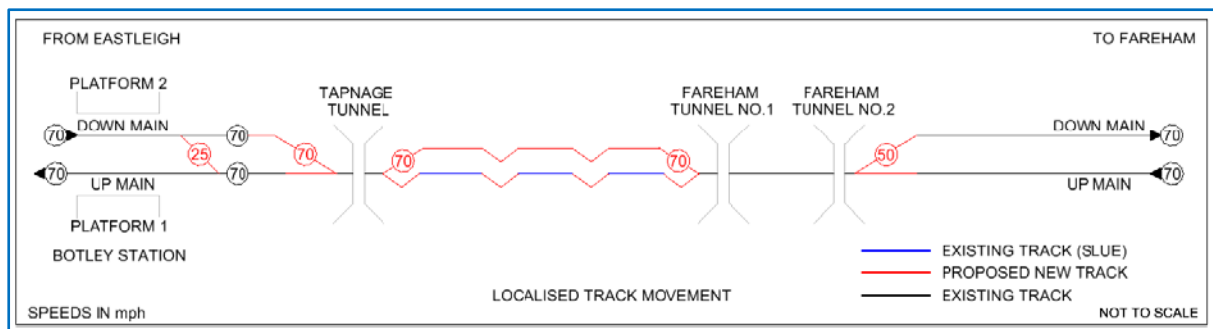 FROM EASTLEIGH
TO FAREHAM
PLATFORM 2
TAPNAGE
TUNNEL
FAREHAM
TUNNEL NO.1
FAREHAM
TUNNEL NO.2
70 DOWN MAIN 70 DOWN MAIN 70
25 70 70 70 50
70 UP MAIN 70 UP MAIN 70
PLATFORM 1
BOTLEY STATION
EXISTING TRACK (SLUE)
PROPOSED NEW TRACK
EXISTING TRACK
LOCALISED TRACK MOVEMENT
SPEEDS IN mph
NOT TO SCALE